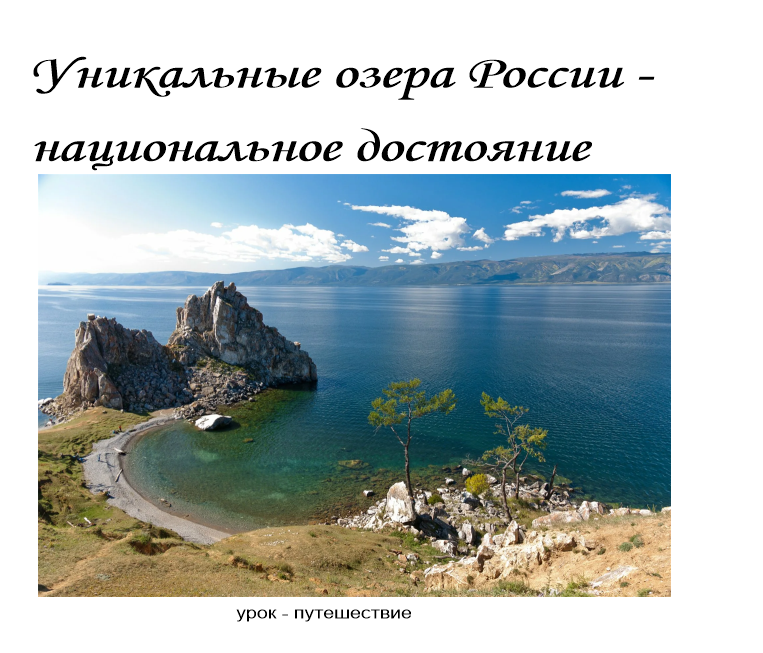 Уникальные озера России –
национальное достояние
урок - путешествие